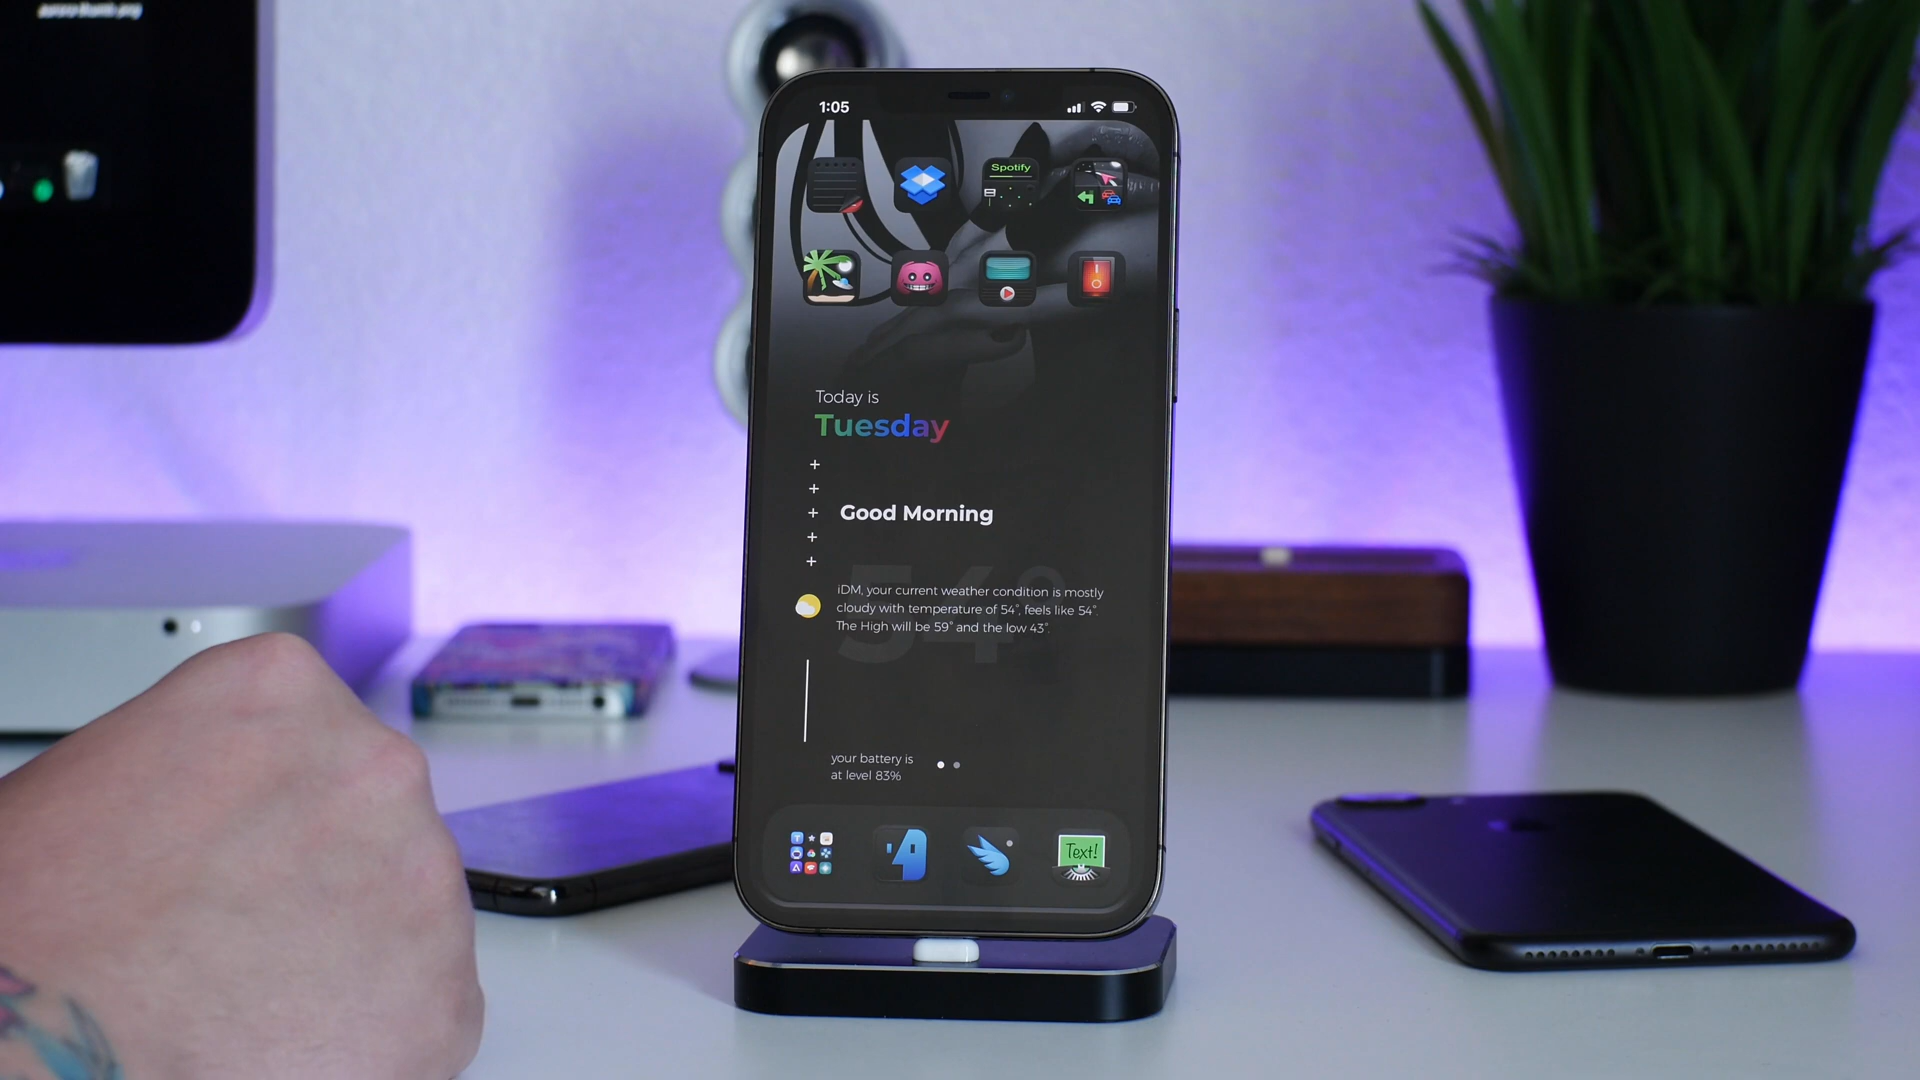 1:05
Spotify
Today is
Tuesday
Good Morning
54°
iDM, your current weather condition is mostly
cloudy with temperature of 54°, feels like 54°.
The High will be 59° and the low 43°.
your battery is
at level 83%
Text!